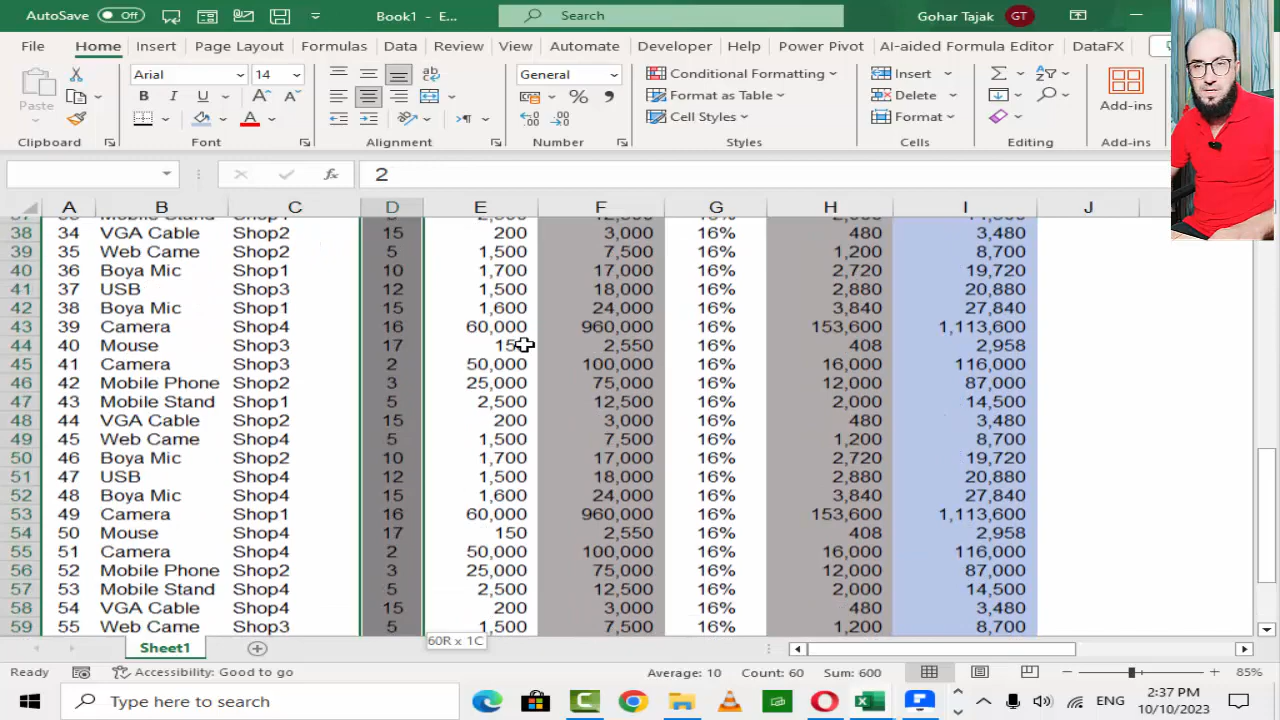 AutoSave Off Book1 - E... Search Gohar Tajak GT
File Home Insert Page Layout Formulas Data Review View Automate Developer Help Power Pivot AI-aided Formula Editor DataFX
Paste Arial 14 General Conditional Formatting Insert
B I U A A % Format as Table Delete Add-ins
A Cell Styles Format
Clipboard Font Alignment Number Styles Cells Editing Add-ins
fx 2
A B C D E F G H I J
38 34 VGA Cable Shop2 15 200 3,000 16% 480 3,480
39 35 Web Came Shop2 5 1,500 7,500 16% 1,200 8,700
40 36 Boya Mic Shop1 10 1,700 17,000 16% 2,720 19,720
41 37 USB Shop3 12 1,500 18,000 16% 2,880 20,880
42 38 Boya Mic Shop1 15 1,600 24,000 16% 3,840 27,840
43 39 Camera Shop4 16 60,000 960,000 16% 153,600 1,113,600
44 40 Mouse Shop3 17 2,550 16% 408 2,958
45 41 Camera Shop3 2 50,000 100,000 16% 16,000 116,000
46 42 Mobile Phone Shop2 3 25,000 75,000 16% 12,000 87,000
47 43 Mobile Stand Shop1 5 2,500 12,500 16% 2,000 14,500
48 44 VGA Cable Shop2 15 200 3,000 16% 480 3,480
49 45 Web Came Shop4 5 1,500 7,500 16% 1,200 8,700
50 46 Boya Mic Shop2 10 1,700 17,000 16% 2,720 19,720
51 47 USB Shop4 12 1,500 18,000 16% 2,880 20,880
52 48 Boya Mic Shop4 15 1,600 24,000 16% 3,840 27,840
53 49 Camera Shop1 16 60,000 960,000 16% 153,600 1,113,600
54 50 Mouse Shop4 17 150 2,550 16% 408 2,958
55 51 Camera Shop4 2 50,000 100,000 16% 16,000 116,000
56 52 Mobile Phone Shop2 3 25,000 75,000 16% 12,000 87,000
57 53 Mobile Stand Shop4 5 2,500 12,500 16% 2,000 14,500
58 54 VGA Cable Shop4 15 200 3,000 16% 480 3,480
59 55 Web Came Shop3 5 1,500 7,500 16% 1,200 8,700
60R x 1C
Sheet1
Ready Accessibility: Good to go Average: 10 Count: 60 Sum: 600 85%
Type here to search ENG 2:37 PM
10/10/2023